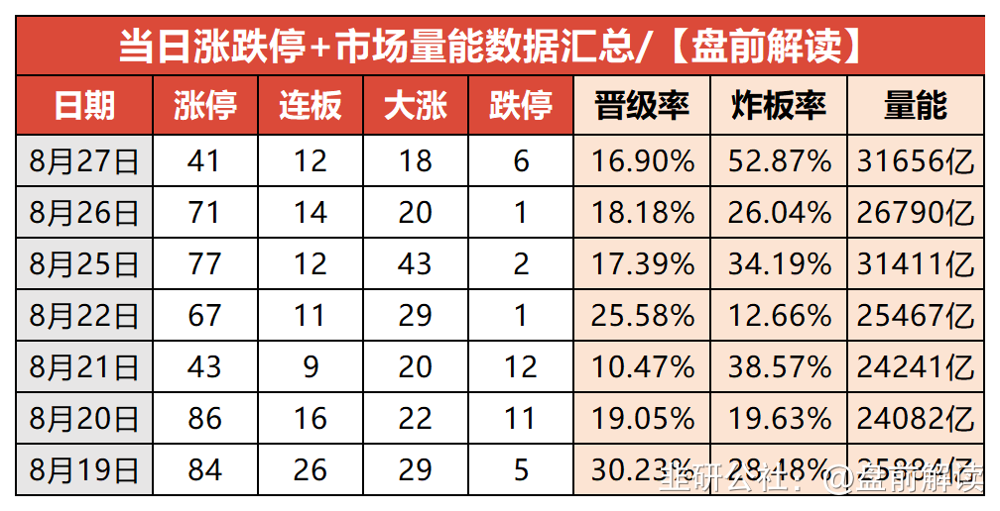 当日涨跌停+市场量能数据汇总/【盘前解读】
日期 涨停 连板 大涨 跌停 晋级率 炸板率 量能
8月27日 41 12 18 6 16.90% 52.87% 31656亿
8月26日 71 14 20 1 18.18% 26.04% 26790亿
8月25日 77 12 43 2 17.39% 34.19% 31411亿
8月22日 67 11 29 1 25.58% 12.66% 25467亿
8月21日 43 9 20 12 10.47% 38.57% 24241亿
8月20日 86 16 22 11 19.05% 19.63% 24082亿
8月19日 84 26 29 5 30.23% 28.48% 25884亿
韭研公社，@盘前解读